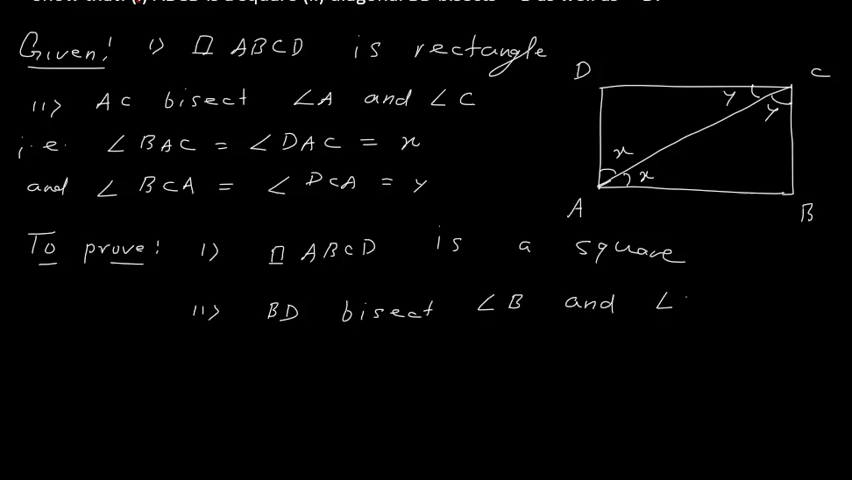 Given! i) □ ABCD is rectangle
ii) AC bisect ∠A and ∠C
i.e. ∠BAC = ∠DAC = x
and ∠BCA = ∠DCA = y
To prove: i) □ ABCD is a square
ii) BD bisect ∠B and ∠
D C
y
y
x
x
A B